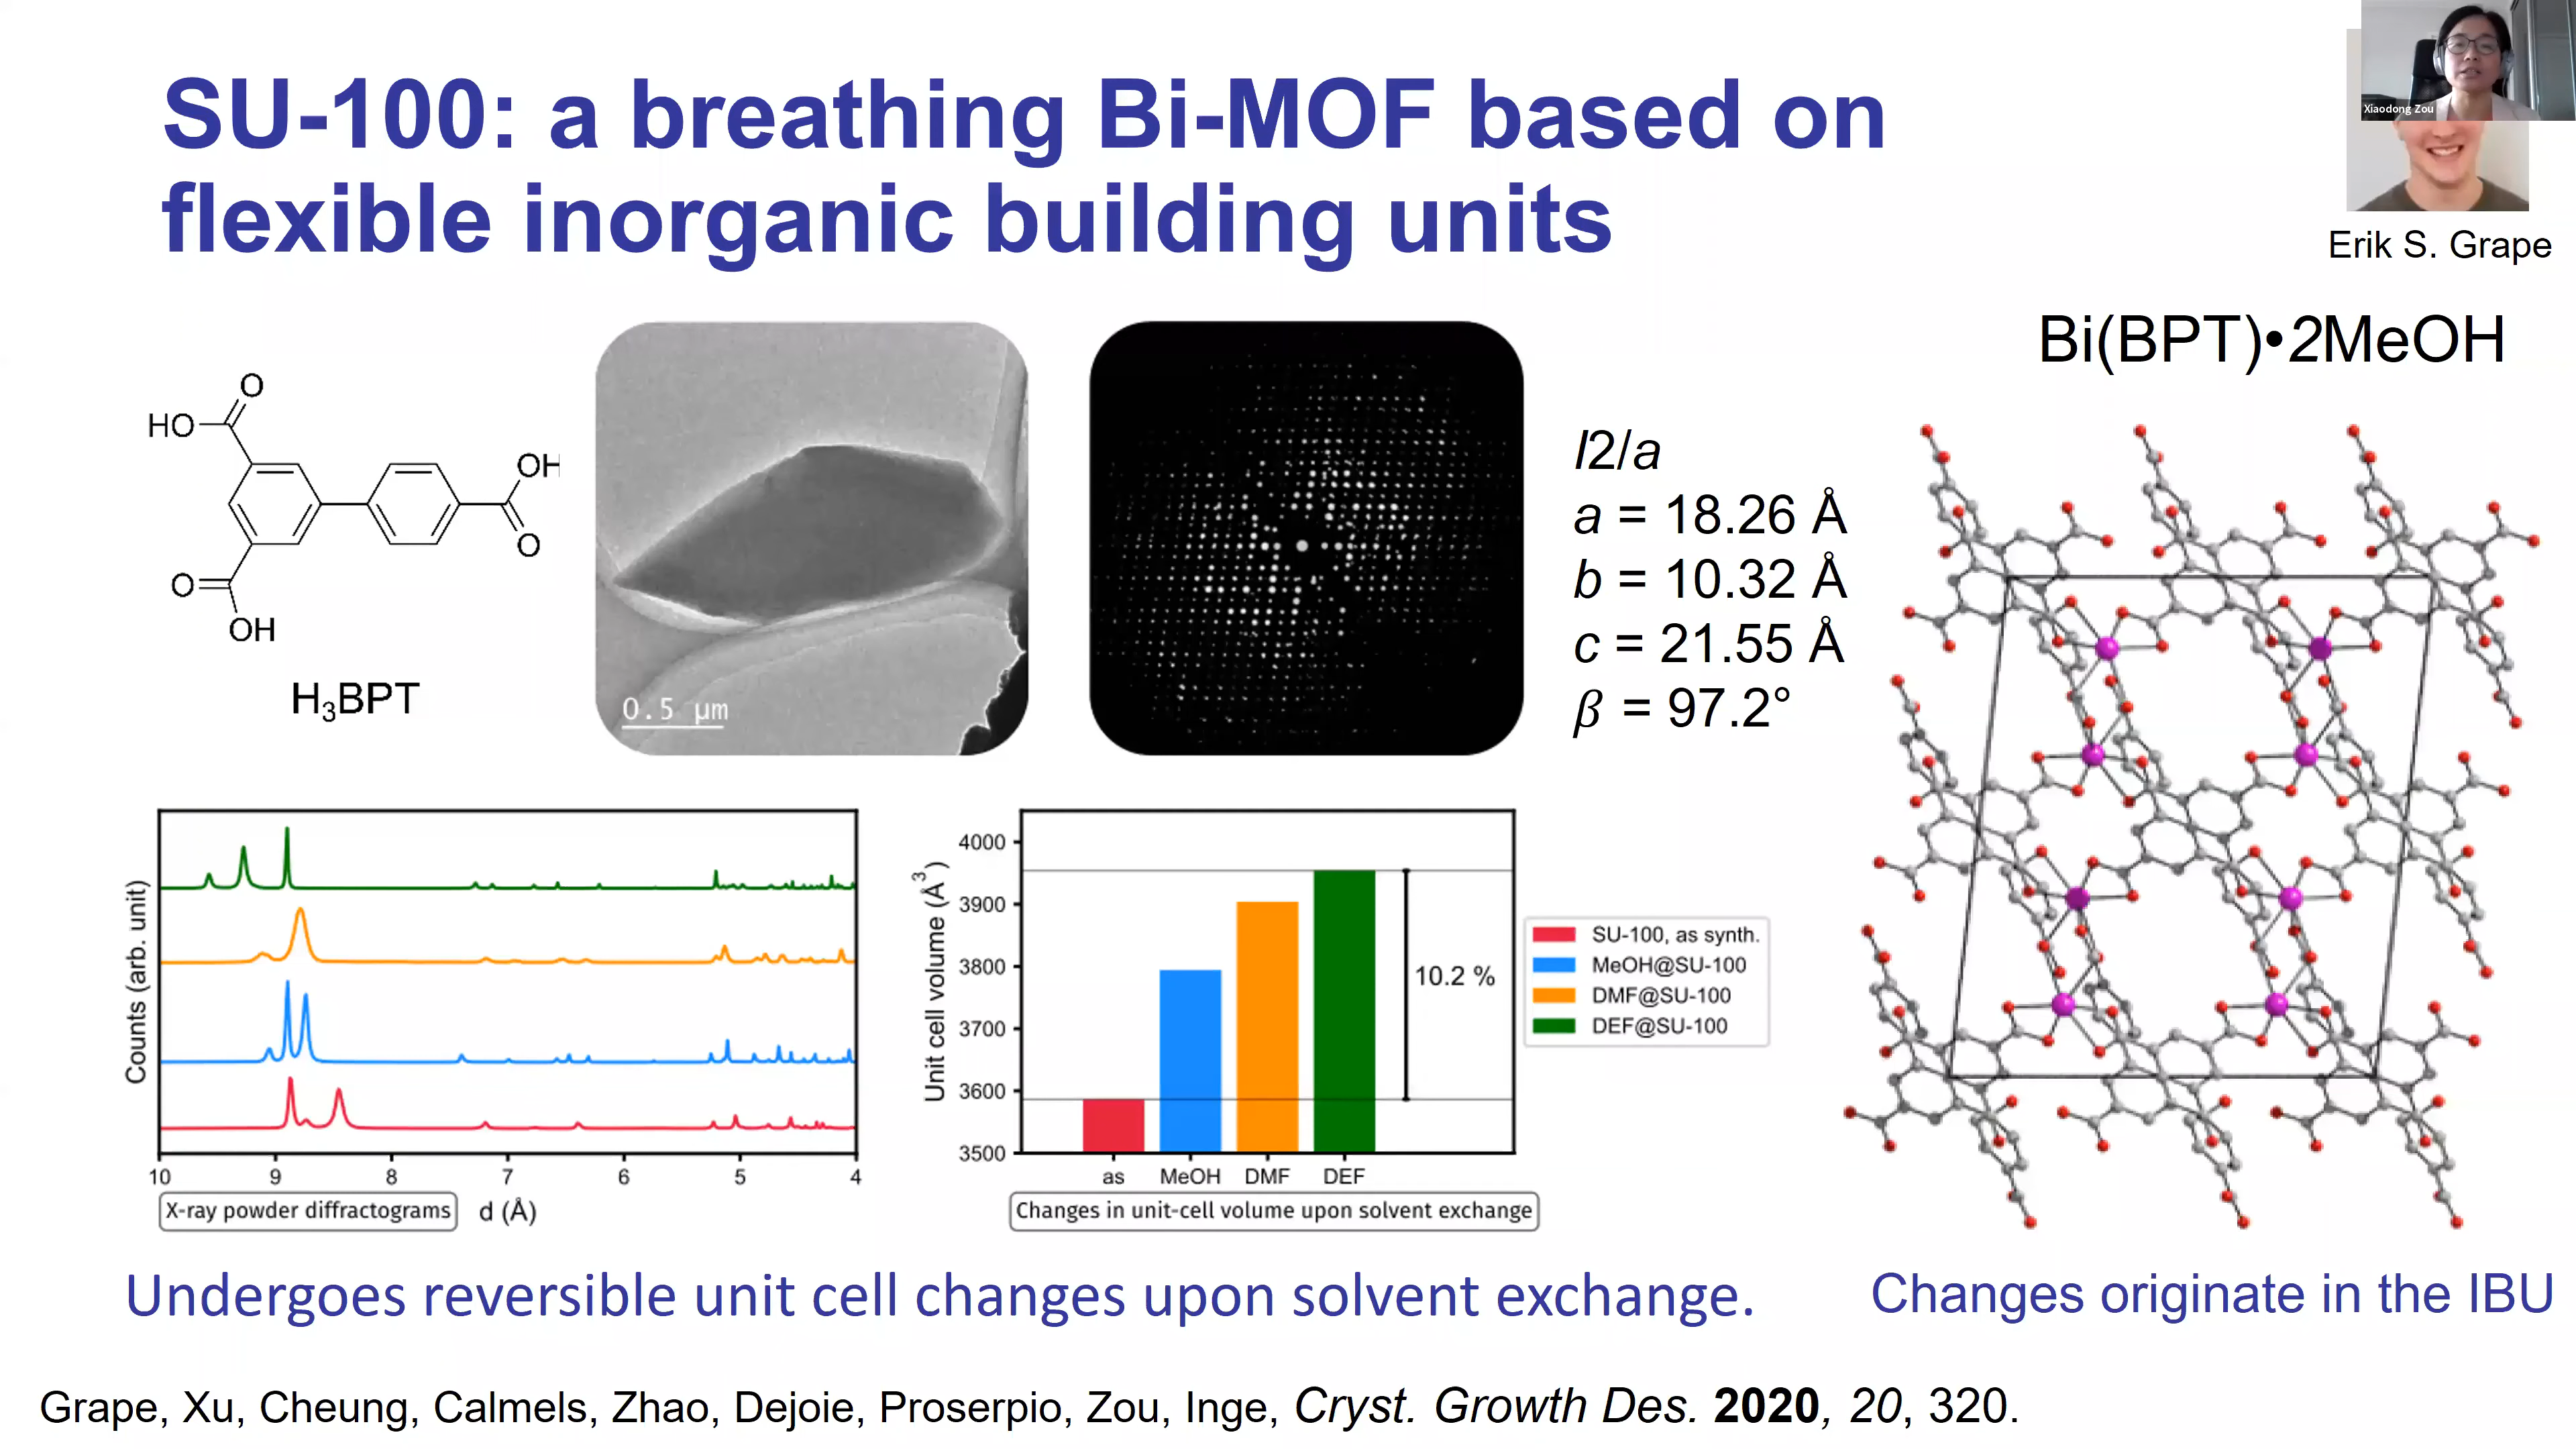 SU-100: a breathing Bi-MOF based on
flexible inorganic building units
Xiaodong Zou
Erik S. Grape
HO
O
OH
O
O
OH
H₃BPT
0.5 µm
I2/a
a = 18.26 Å
b = 10.32 Å
c = 21.55 Å
β = 97.2°
Bi(BPT)•2MeOH
Counts (arb. unit)
10 9 8 7 6 5 4
X-ray powder diffractograms d (Å)
Unit cell volume (Å³)
4000
3900
3800
3700
3600
3500
10.2 %
as MeOH DMF DEF
Changes in unit-cell volume upon solvent exchange
SU-100, as synth.
MeOH@SU-100
DMF@SU-100
DEF@SU-100
Undergoes reversible unit cell changes upon solvent exchange.
Changes originate in the IBU
Grape, Xu, Cheung, Calmels, Zhao, Dejoie, Proserpio, Zou, Inge, Cryst. Growth Des. 2020, 20, 320.